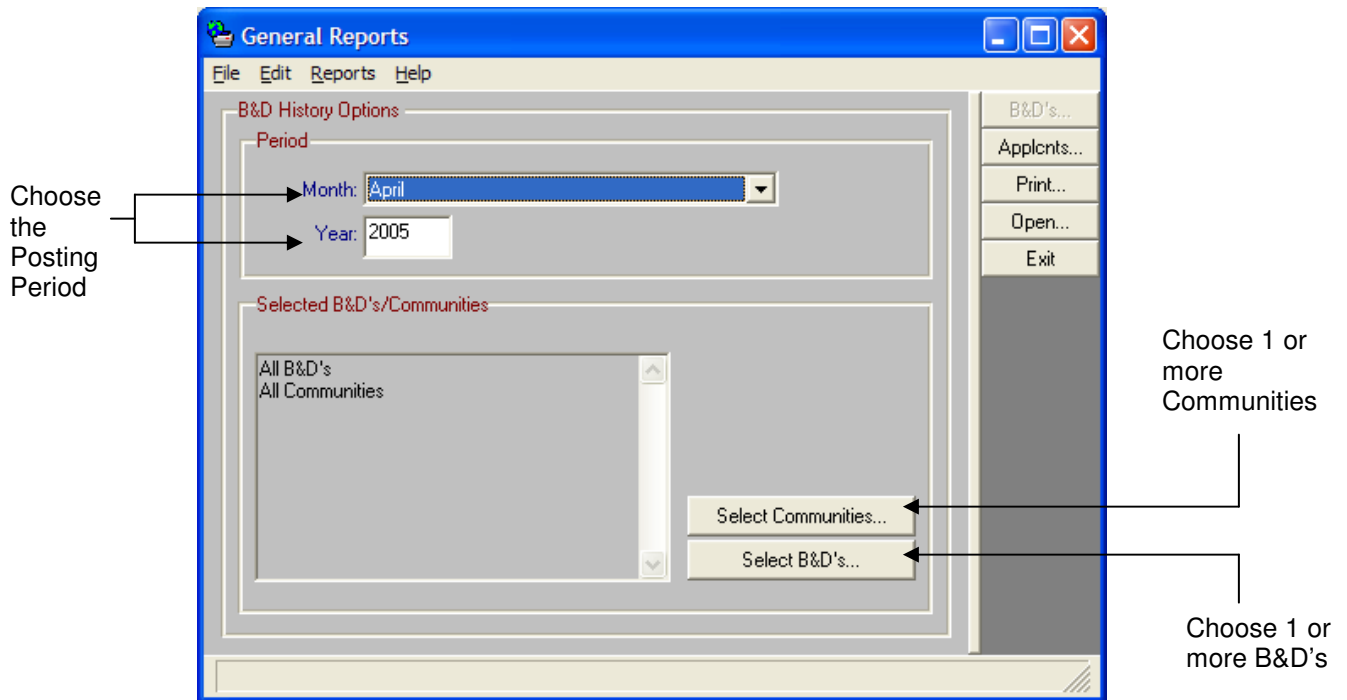 General Reports
File Edit Reports Help
B&D History Options
Period
Month: April
Year: 2005
Selected B&D's/Communities
All B&D's
All Communities
Select Communities...
Select B&D's...
B&D's...
Applcnts...
Print...
Open...
Exit
Choose
the
Posting
Period
Choose 1 or
more
Communities
Choose 1 or
more B&D's